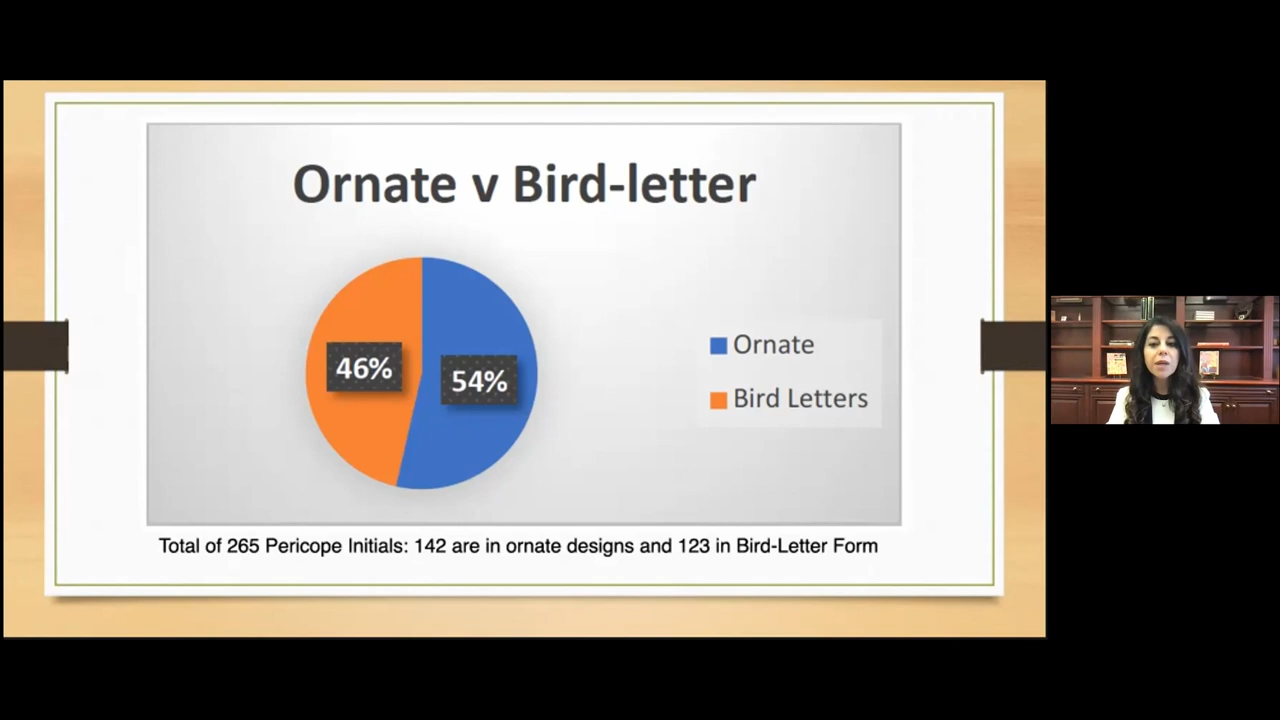 Ornate v Bird-letter
46%
54%
Ornate
Bird Letters
Total of 265 Pericope Initials: 142 are in ornate designs and 123 in Bird-Letter Form